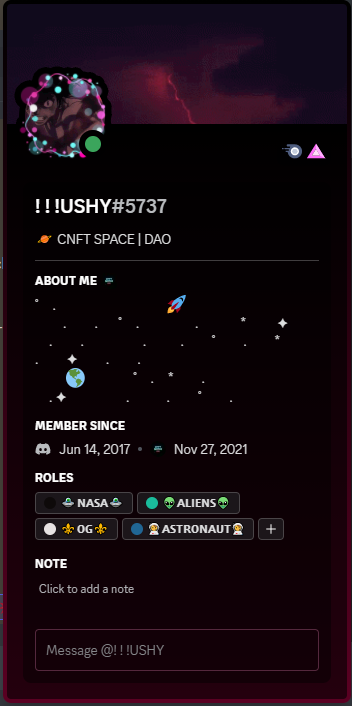 ! ! !USHY#5737
🪐 CNFT SPACE | DAO
ABOUT ME
MEMBER SINCE
Jun 14, 2017 • Nov 27, 2021
ROLES
🛸 NASA🛸 👽ALIENS👽
⚜️OG⚜️ 👨‍🚀ASTRONAUT👨‍🚀 +
NOTE
Click to add a note
Message @! ! !USHY